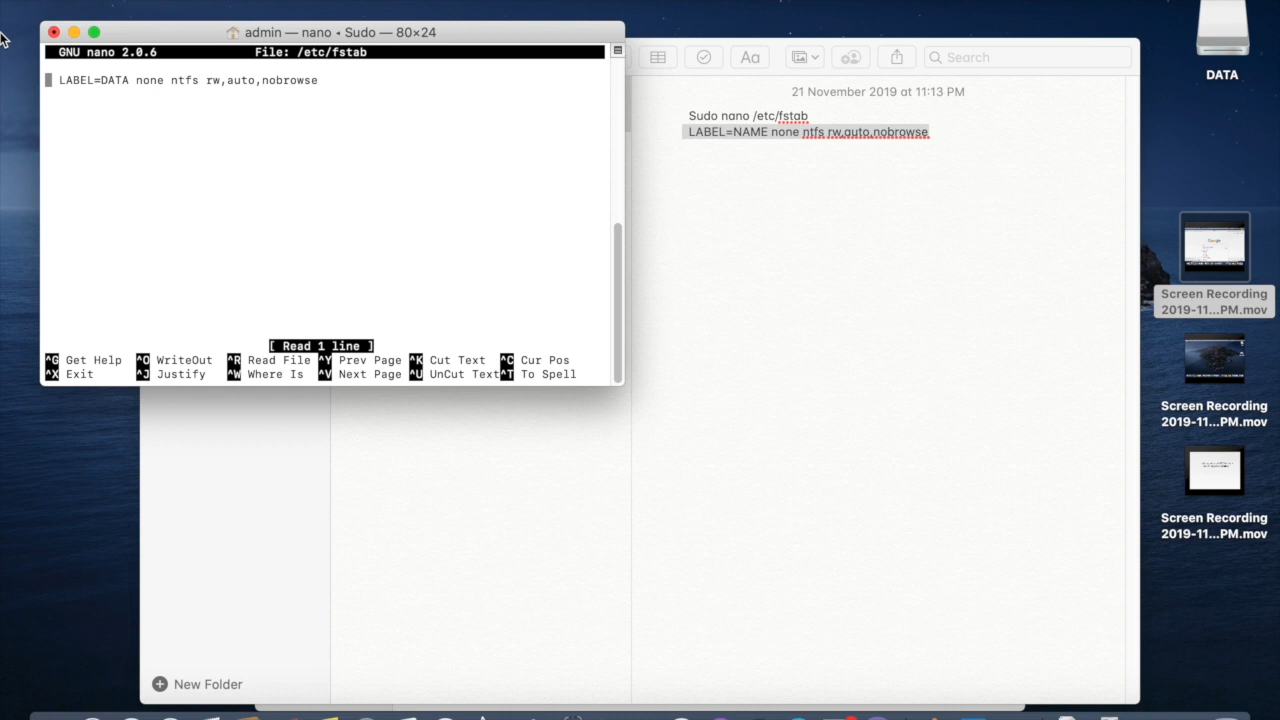 admin — nano ◂ Sudo — 80×24
GNU nano 2.0.6 File: /etc/fstab
LABEL=DATA none ntfs rw,auto,nobrowse
[ Read 1 line ]
^G Get Help ^O WriteOut ^R Read File ^Y Prev Page ^K Cut Text ^C Cur Pos
^X Exit ^J Justify ^W Where Is ^V Next Page ^U UnCut Text ^T To Spell
Aa
Search
21 November 2019 at 11:13 PM
Sudo nano /etc/fstab
LABEL=NAME none ntfs rw,auto,nobrowse
New Folder
DATA
Screen Recording
2019-11...PM.mov
Screen Recording
2019-11...PM.mov
Screen Recording
2019-11...PM.mov